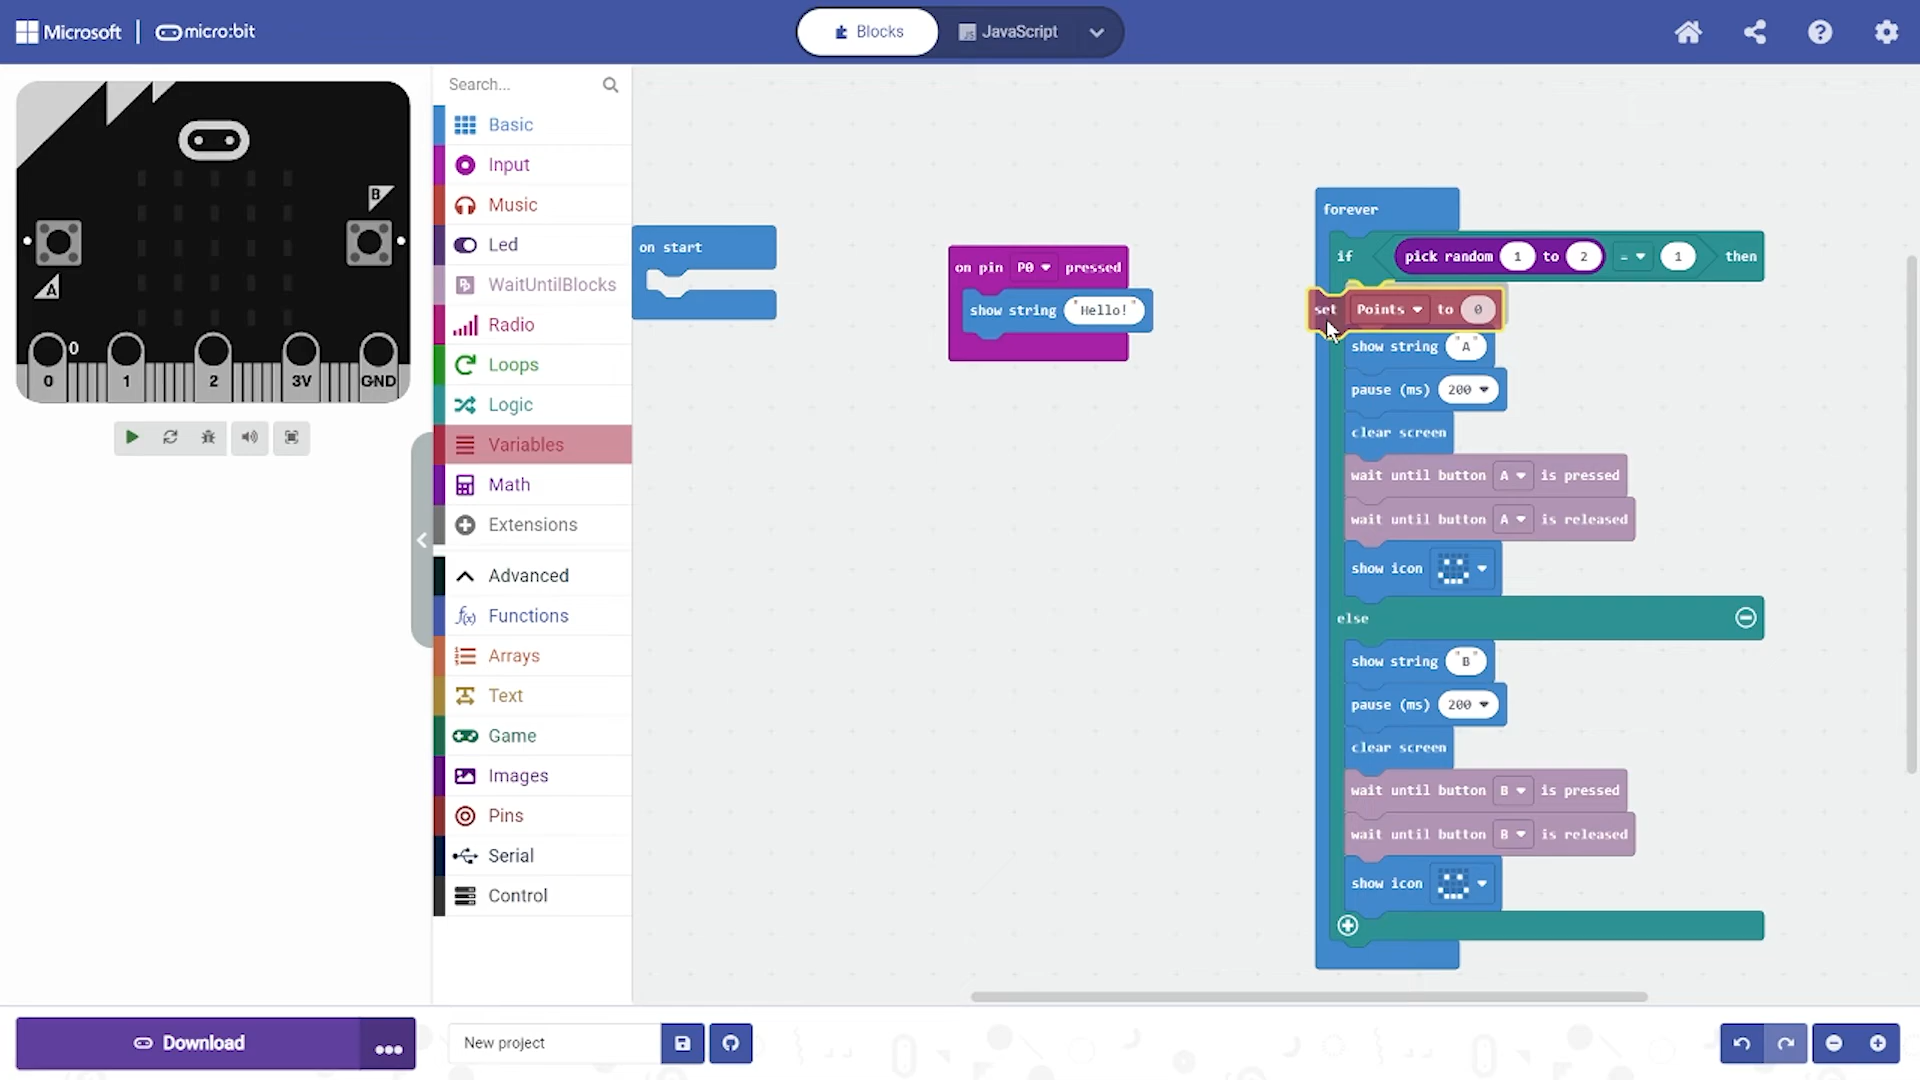 Microsoft | micro:bit
Blocks
JavaScript
Search...
Basic
Input
Music
Led
WaitUntilBlocks
Radio
Loops
Logic
Variables
Math
Extensions
Advanced
Functions
Arrays
Text
Game
Images
Pins
Serial
Control
B
A
0
0 1 2 3V GND
on start
on pin P0 pressed
show string "Hello!"
forever
if pick random 1 to 2 = 1 then
set Points to 0
show string "A"
pause (ms) 200
clear screen
wait until button A is pressed
wait until button A is released
show icon
else
show string "B"
pause (ms) 200
clear screen
wait until button B is pressed
wait until button B is released
show icon
Download
New project